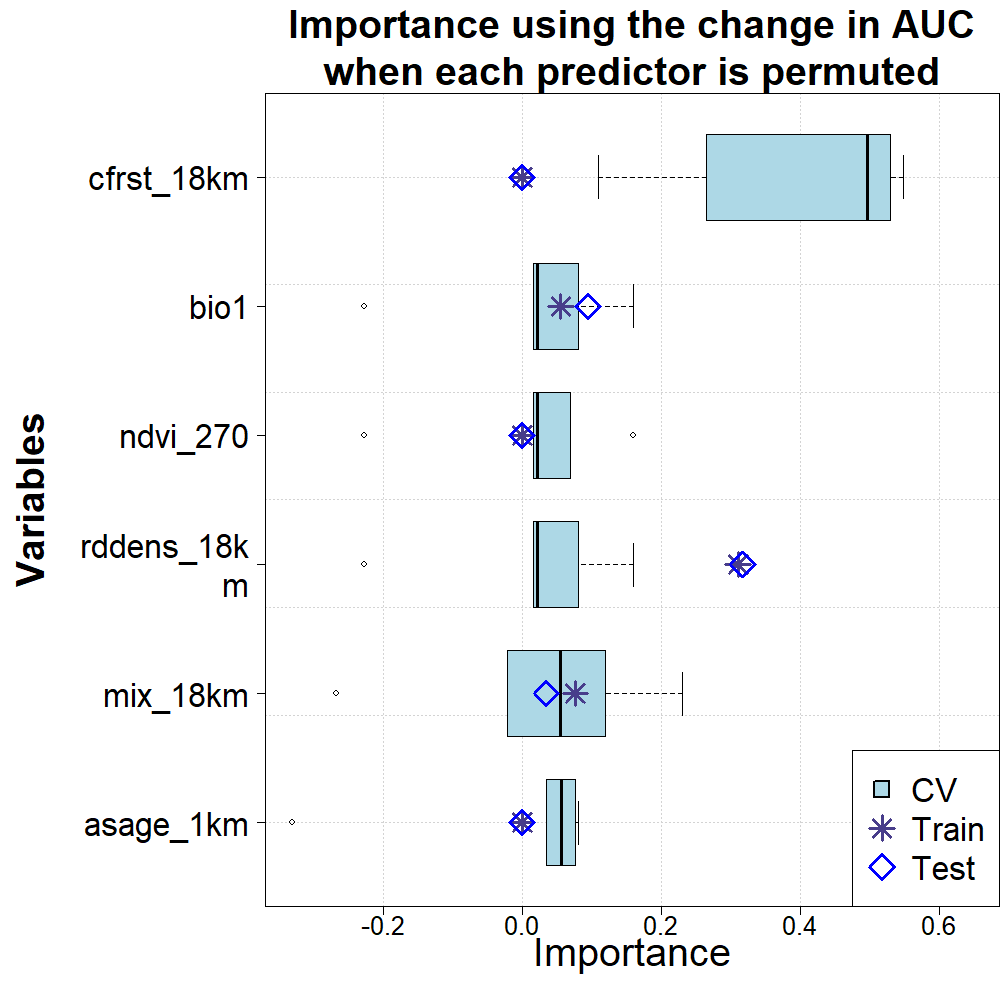 Importance using the change in AUC
when each predictor is permuted
Variables
cfrst_18km
bio1
ndvi_270
rddens_18k
m
mix_18km
asage_1km
CV
Train
Test
-0.2 0.0 0.2 0.4 0.6
Importance